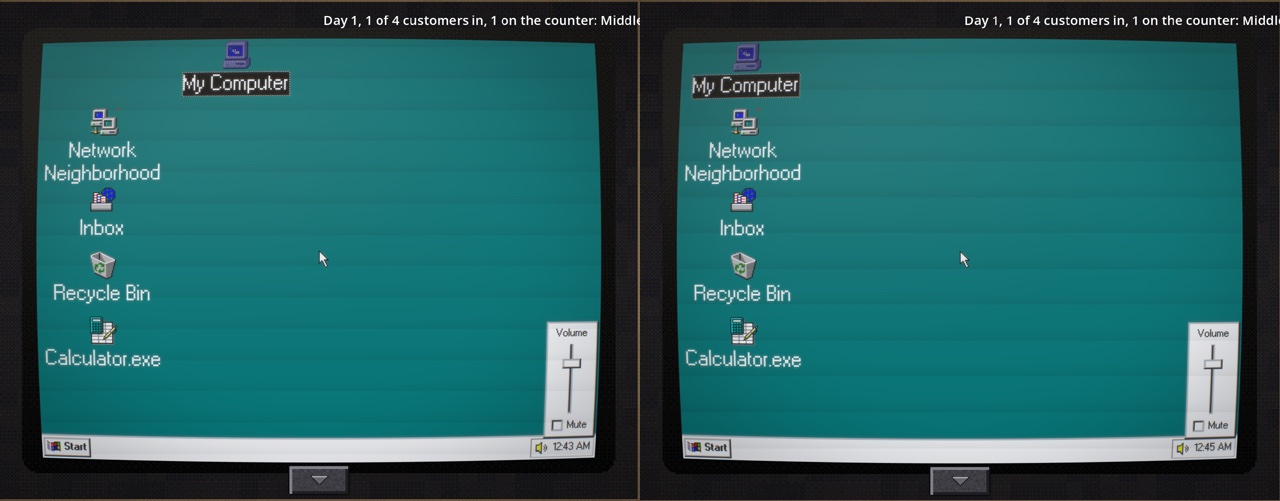 Day 1, 1 of 4 customers in, 1 on the counter: Middle
My Computer
Network
Neighborhood
Inbox
Recycle Bin
Calculator.exe
Volume
Mute
Start
12:43 AM
Day 1, 1 of 4 customers in, 1 on the counter: Middle
My Computer
Network
Neighborhood
Inbox
Recycle Bin
Calculator.exe
Volume
Mute
Start
12:45 AM